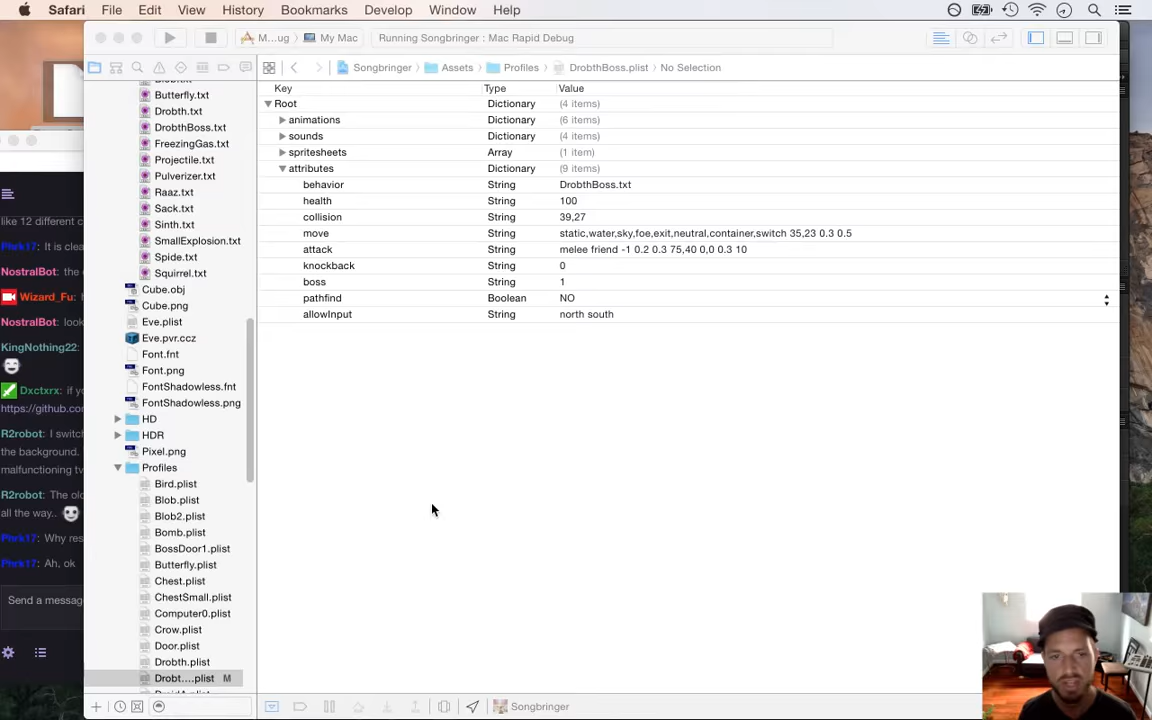 Safari File Edit View History Bookmarks Develop Window Help
M...ug My Mac Running Songbringer : Mac Rapid Debug
Songbringer Assets Profiles DrobthBoss.plist No Selection
Key Type Value
Root Dictionary (4 items)
animations Dictionary (6 items)
sounds Dictionary (4 items)
spritesheets Array (1 item)
attributes Dictionary (9 items)
behavior String DrobthBoss.txt
health String 100
collision String 39,27
move String static,water,sky,foe,exit,neutral,container,switch 35,23 0.3 0.5
attack String melee friend -1 0.2 0.3 75,40 0,0 0.3 10
knockback String 0
boss String 1
pathfind Boolean NO
allowInput String north south
Butterfly.txt
Drobth.txt
DrobthBoss.txt
FreezingGas.txt
Projectile.txt
Pulverizer.txt
Raaz.txt
Sack.txt
Sinth.txt
SmallExplosion.txt
Spide.txt
Squirrel.txt
Cube.obj
Cube.png
Eve.plist
Eve.pvr.ccz
Font.fnt
Font.png
FontShadowless.fnt
FontShadowless.png
HD
HDR
Pixel.png
Profiles
Bird.plist
Blob.plist
Blob2.plist
Bomb.plist
BossDoor1.plist
Butterfly.plist
Chest.plist
ChestSmall.plist
Computer0.plist
Crow.plist
Door.plist
Drobth.plist
Drobt....plist M
like 12 different c
Phrk17: It is clea
NostralBot: the
Wizard_Fu:
NostralBot: look
KingNothing22:
Dxctxrx: if yo
https://github.co
R2robot: I switch
the background.
malfunctioning tv
R2robot: The old
all the way..
Phrk17: Why res
Phrk17: Ah, ok
Send a messag
Songbringer